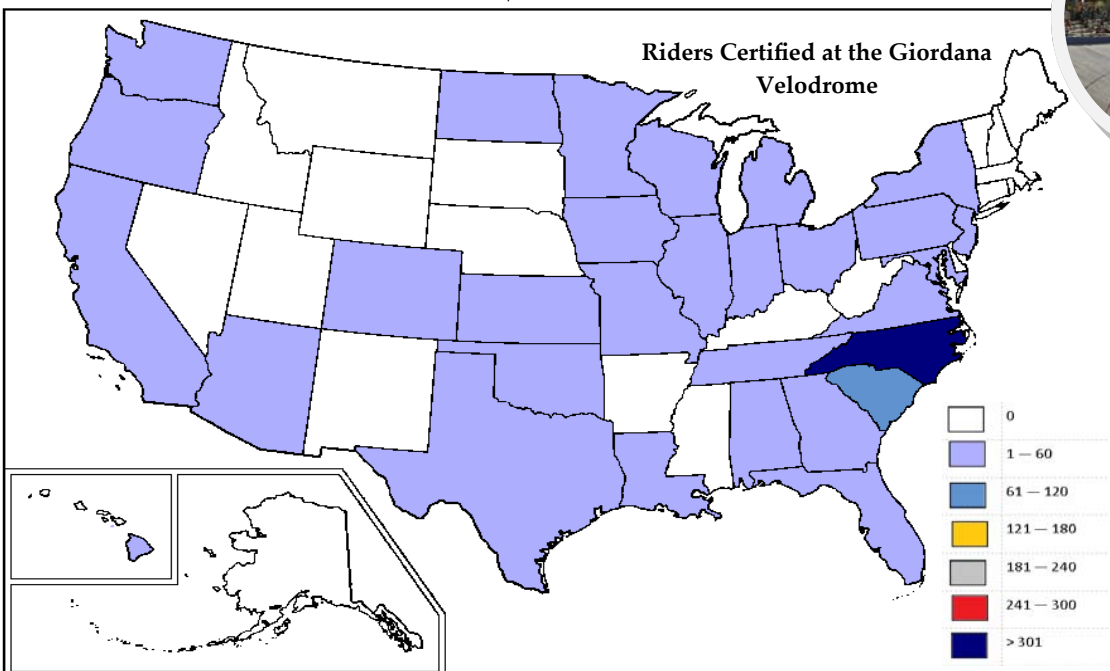 Riders Certified at the Giordana
Velodrome
0
1 — 60
61 — 120
121 — 180
181 — 240
241 — 300
> 301